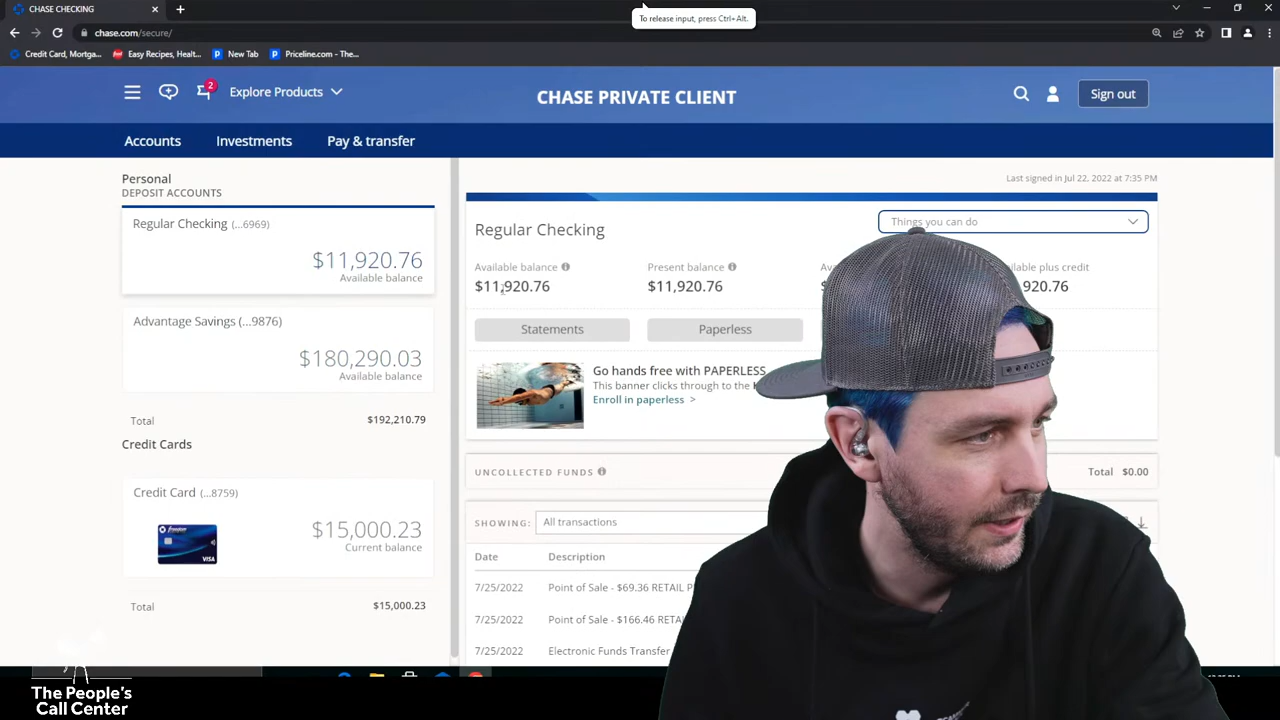 CHASE CHECKING
To release input, press Ctrl+Alt.
chase.com/secure/
Credit Card, Mortga... Easy Recipes, Healt... New Tab Priceline.com - The...
2
Explore Products
CHASE PRIVATE CLIENT
Sign out
Accounts Investments Pay & transfer
Last signed in Jul 22, 2022 at 7:35 PM
Personal
DEPOSIT ACCOUNTS
Regular Checking (...6969)
$11,920.76
Available balance
Advantage Savings (...9876)
$180,290.03
Available balance
Total $192,210.79
Credit Cards
Credit Card (...8759)
freedom
VISA
$15,000.23
Current balance
Total $15,000.23
Regular Checking
Things you can do
Available balance Present balance plus credit
$11,920.76 $11,920.76 920.76
Statements Paperless
Go hands free with PAPERLESS
This banner clicks through to the
Enroll in paperless >
UNCOLLECTED FUNDS Total $0.00
SHOWING: All transactions
Date Description
7/25/2022 Point of Sale - $69.36 RETAIL
7/25/2022 Point of Sale - $166.46
7/25/2022 Electronic Funds Transfer
The People's
Call Center